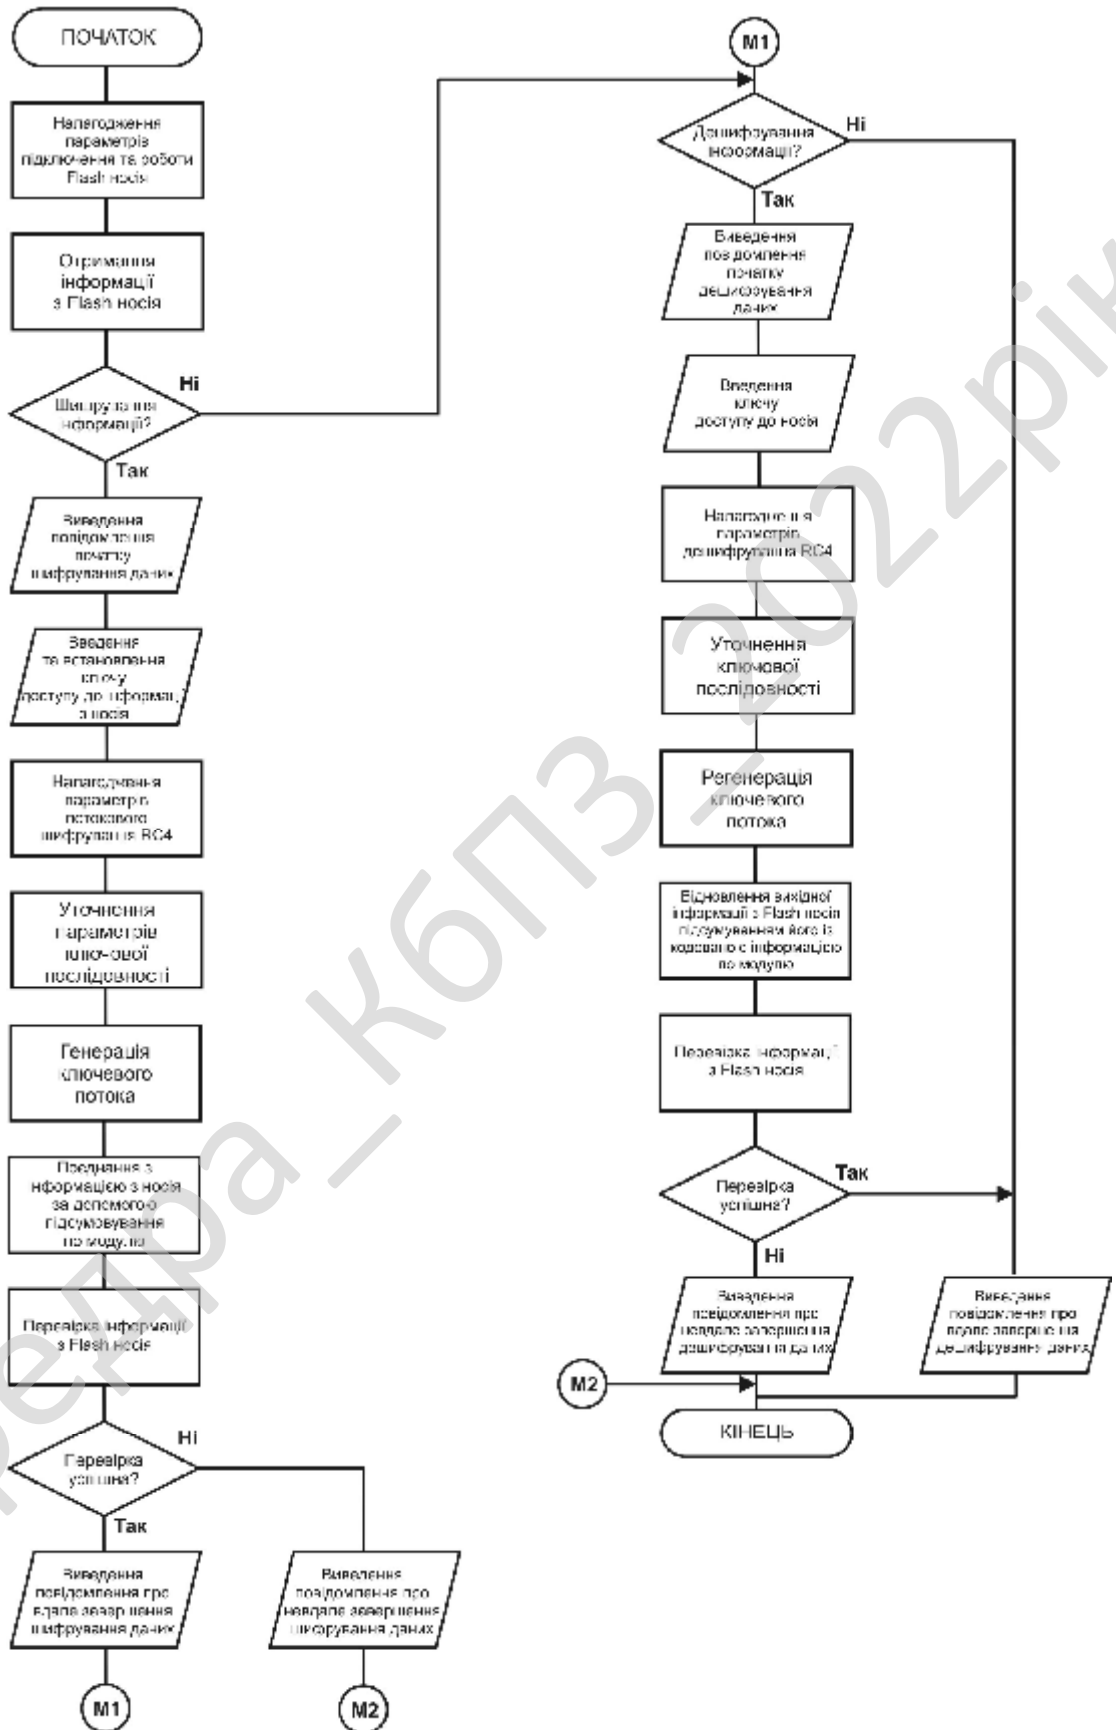 ПОЧАТОК
Налагодження
параметрів
підключення та роботи
Flash носія
Отримання
інформації
з Flash носія
Шифрування
інформації?
Ні
Так
Виведення
повідомлення
початку
шифрування даних
Введення
та встановлення
ключу
доступу до інформації
з носія
Налагодження
параметрів
потокового
шифрування RC4
Уточнення
параметрів
ключової
послідовності
Генерація
ключевого
потока
Поєднання з
інформацією з носія
за допомогою
підсумовування
по модулю
Перевірка інформації
з Flash носія
Перевірка
успішна?
Ні
Так
Виведення
повідомлення про
вдале завершення
шифрування даних
Виведення
повідомлення про
невдале завершення
шифрування даних
М1
М2
М1
Дешифрування
інформації?
Ні
Так
Виведення
повідомлення
початку
дешифрування
даних
Введення
ключу
доступу до носія
Налагодження
параметрів
дешифрування RC4
Уточнення
ключової
послідовності
Регенерація
ключевого
потока
Відновлення вихідної
інформації з Flash носія
підсумуванням його із
кодованою інформацією
по модулю
Перевірка інформації
з Flash носія
Перевірка
успішна?
Так
Ні
Виведення
повідомлення про
невдале завершення
дешифрування даних
Виведення
повідомлення про
вдале завершення
дешифрування даних
М2
КІНЕЦЬ
едра_КбПЗ_2022рік